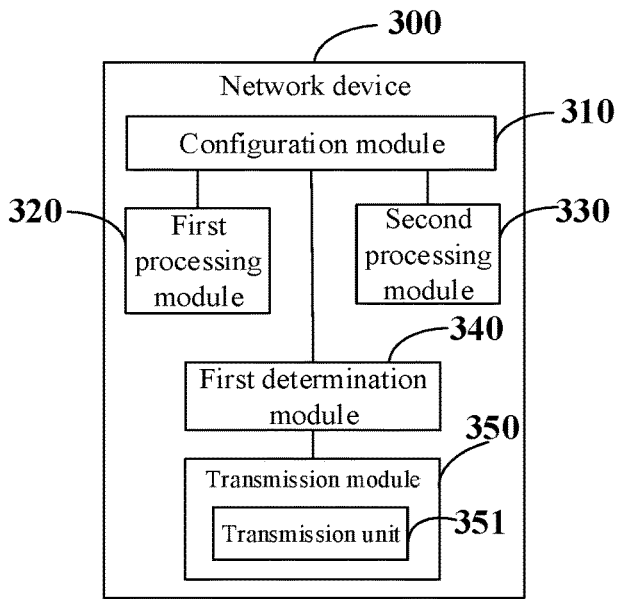 300
Network device
310
Configuration module
320
First
processing
module
Second
processing
module
330
340
First determination
module
350
Transmission module
Transmission unit
351